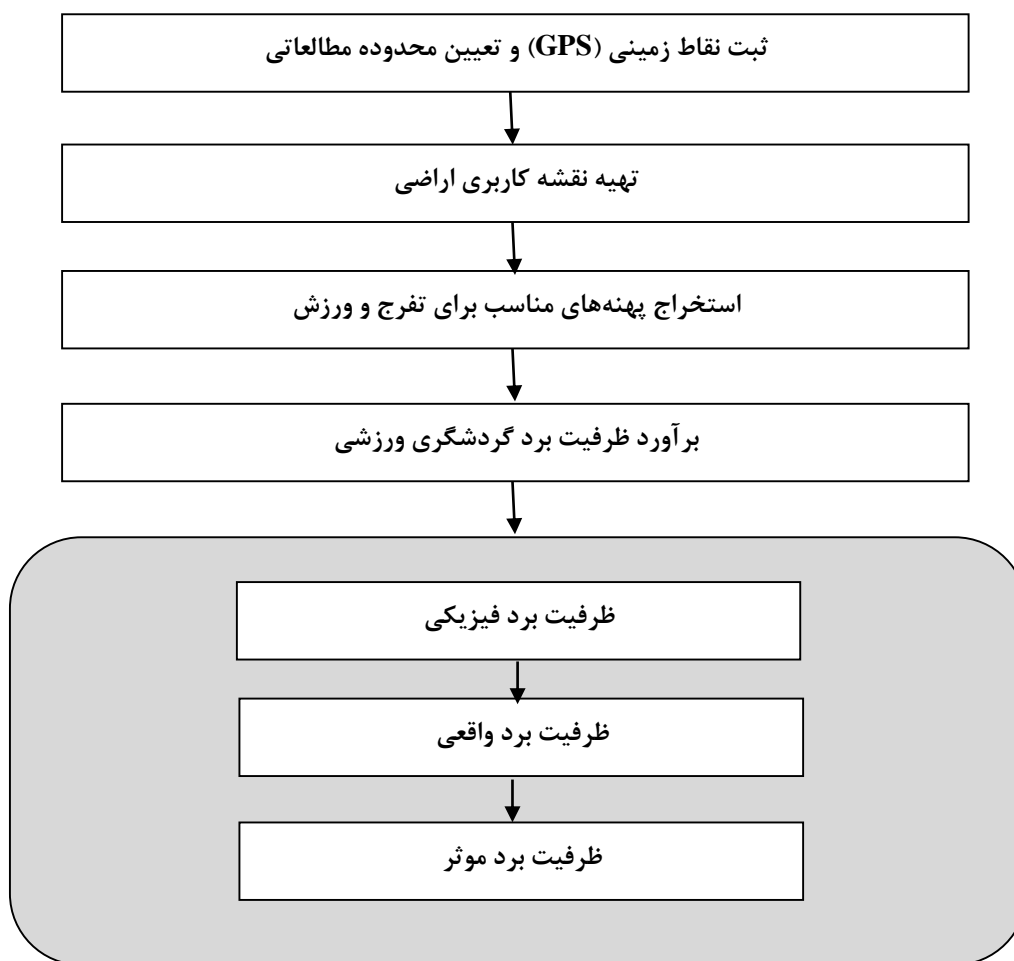 ثبت نقاط زمینی (GPS) و تعیین محدوده مطالعاتی
تهیه نقشه کاربری اراضی
استخراج پهنه‌های مناسب برای تفرج و ورزش
برآورد ظرفیت برد گردشگری ورزشی
ظرفیت برد فیزیکی
ظرفیت برد واقعی
ظرفیت برد موثر